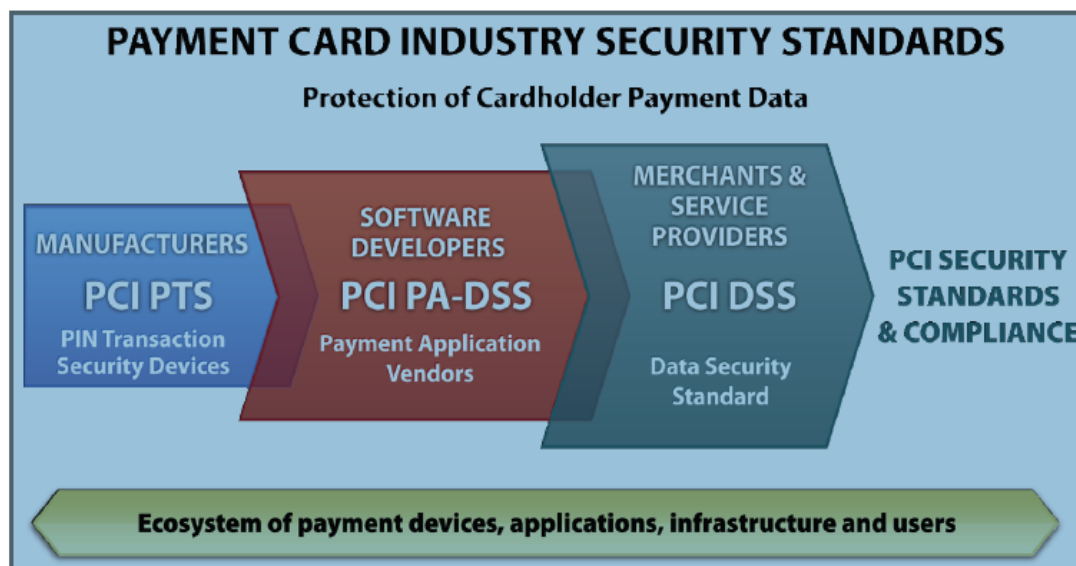 PAYMENT CARD INDUSTRY SECURITY STANDARDS
Protection of Cardholder Payment Data
MANUFACTURERS
PCI PTS
PIN Transaction
Security Devices
SOFTWARE
DEVELOPERS
PCI PA-DSS
Payment Application
Vendors
MERCHANTS &
SERVICE
PROVIDERS
PCI DSS
Data Security
Standard
PCI SECURITY
STANDARDS
& COMPLIANCE
Ecosystem of payment devices, applications, infrastructure and users